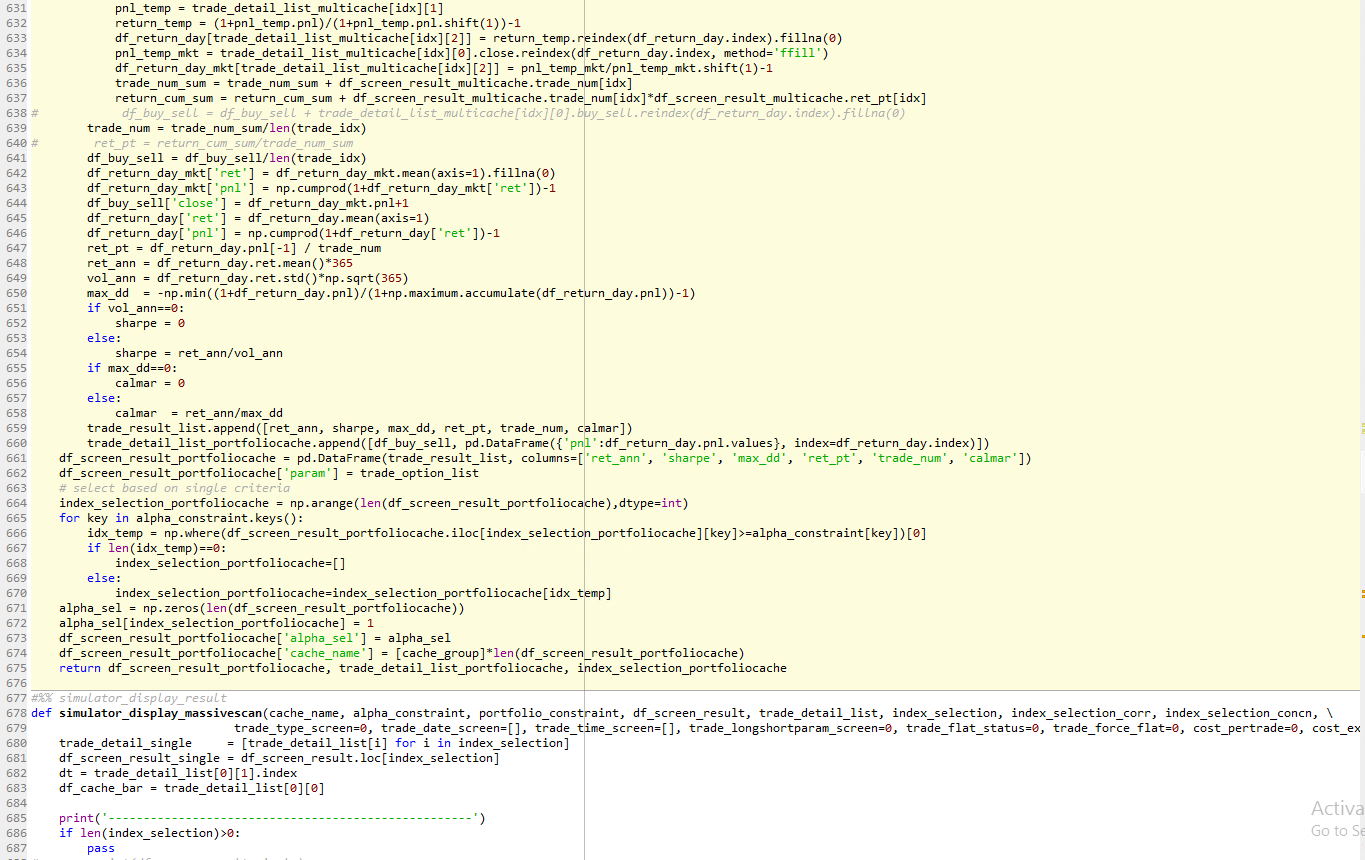 631 pnl_temp = trade_detail_list_multicache[idx][1]
632 return_temp = (1+pnl_temp.pnl)/(1+pnl_temp.pnl.shift(1))-1
633 df_return_day[trade_detail_list_multicache[idx][2]] = return_temp.reindex(df_return_day.index).fillna(0)
634 pnl_temp_mkt = trade_detail_list_multicache[idx][0].close.reindex(df_return_day.index, method='ffill')
635 df_return_day_mkt[trade_detail_list_multicache[idx][2]] = pnl_temp_mkt/pnl_temp_mkt.shift(1)-1
636 trade_num_sum = trade_num_sum + df_screen_result_multicache.trade_num[idx]
637 return_cum_sum = return_cum_sum + df_screen_result_multicache.trade_num[idx]*df_screen_result_multicache.ret_pt[idx]
638 # df_buy_sell = df_buy_sell + trade_detail_list_multicache[idx][0].buy_sell.reindex(df_return_day.index).fillna(0)
639 trade_num = trade_num_sum/len(trade_idx)
640 # ret_pt = return_cum_sum/trade_num_sum
641 df_buy_sell = df_buy_sell/len(trade_idx)
642 df_return_day_mkt['ret'] = df_return_day_mkt.mean(axis=1).fillna(0)
643 df_return_day_mkt['pnl'] = np.cumprod(1+df_return_day_mkt['ret'])-1
644 df_buy_sell['close'] = df_return_day_mkt.pnl+1
645 df_return_day['ret'] = df_return_day.mean(axis=1)
646 df_return_day['pnl'] = np.cumprod(1+df_return_day['ret'])-1
647 ret_pt = df_return_day.pnl[-1] / trade_num
648 ret_ann = df_return_day.ret.mean()*365
649 vol_ann = df_return_day.ret.std()*np.sqrt(365)
650 max_dd  = -np.min((1+df_return_day.pnl)/(1+np.maximum.accumulate(df_return_day.pnl))-1)
651 if vol_ann==0:
652 sharpe = 0
653 else:
654 sharpe = ret_ann/vol_ann
655 if max_dd==0:
656 calmar = 0
657 else:
658 calmar  = ret_ann/max_dd
659 trade_result_list.append([ret_ann, sharpe, max_dd, ret_pt, trade_num, calmar])
660 trade_detail_list_portfoliocache.append([df_buy_sell, pd.DataFrame({'pnl':df_return_day.pnl.values}, index=df_return_day.index)])
661 df_screen_result_portfoliocache = pd.DataFrame(trade_result_list, columns=['ret_ann', 'sharpe', 'max_dd', 'ret_pt', 'trade_num', 'calmar'])
662 df_screen_result_portfoliocache['param'] = trade_option_list
663 # select based on single criteria
664 index_selection_portfoliocache = np.arange(len(df_screen_result_portfoliocache),dtype=int)
665 for key in alpha_constraint.keys():
666 idx_temp = np.where(df_screen_result_portfoliocache.iloc[index_selection_portfoliocache][key]>=alpha_constraint[key])[0]
667 if len(idx_temp)==0:
668 index_selection_portfoliocache=[]
669 else:
670 index_selection_portfoliocache=index_selection_portfoliocache[idx_temp]
671 alpha_sel = np.zeros(len(df_screen_result_portfoliocache))
672 alpha_sel[index_selection_portfoliocache] = 1
673 df_screen_result_portfoliocache['alpha_sel'] = alpha_sel
674 df_screen_result_portfoliocache['cache_name'] = [cache_group]*len(df_screen_result_portfoliocache)
675 return df_screen_result_portfoliocache, trade_detail_list_portfoliocache, index_selection_portfoliocache
676
677 #%% simulator_display_result
678 def simulator_display_massivescan(cache_name, alpha_constraint, portfolio_constraint, df_screen_result, trade_detail_list, index_selection, index_selection_corr, index_selection_concn, \
679 trade_type_screen=0, trade_date_screen=[], trade_time_screen=[], trade_longshortparam_screen=0, trade_flat_status=0, trade_force_flat=0, cost_pertrade=0, cost_ex
680 trade_detail_single     = [trade_detail_list[i] for i in index_selection]
681 df_screen_result_single = df_screen_result.loc[index_selection]
682 dt = trade_detail_list[0][1].index
683 df_cache_bar = trade_detail_list[0][0]
684
685 print('----------------------------------------------------')
686 if len(index_selection)>0:
687 pass
Activa
Go to Se